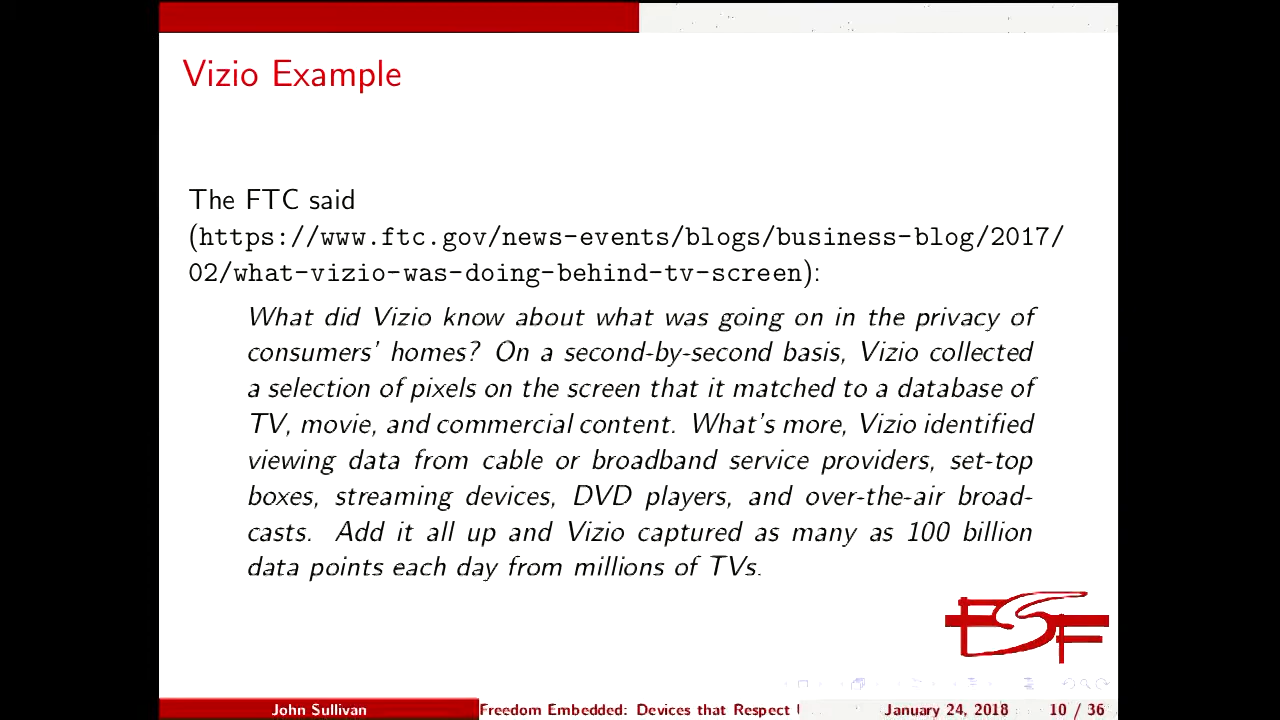 Vizio Example
The FTC said
(https://www.ftc.gov/news-events/blogs/business-blog/2017/
02/what-vizio-was-doing-behind-tv-screen):
What did Vizio know about what was going on in the privacy of
consumers' homes? On a second-by-second basis, Vizio collected
a selection of pixels on the screen that it matched to a database of
TV, movie, and commercial content. What's more, Vizio identified
viewing data from cable or broadband service providers, set-top
boxes, streaming devices, DVD players, and over-the-air broad-
casts. Add it all up and Vizio captured as many as 100 billion
data points each day from millions of TVs.
FSF
John Sullivan
Freedom Embedded: Devices that Respect
January 24, 2018
10 / 36